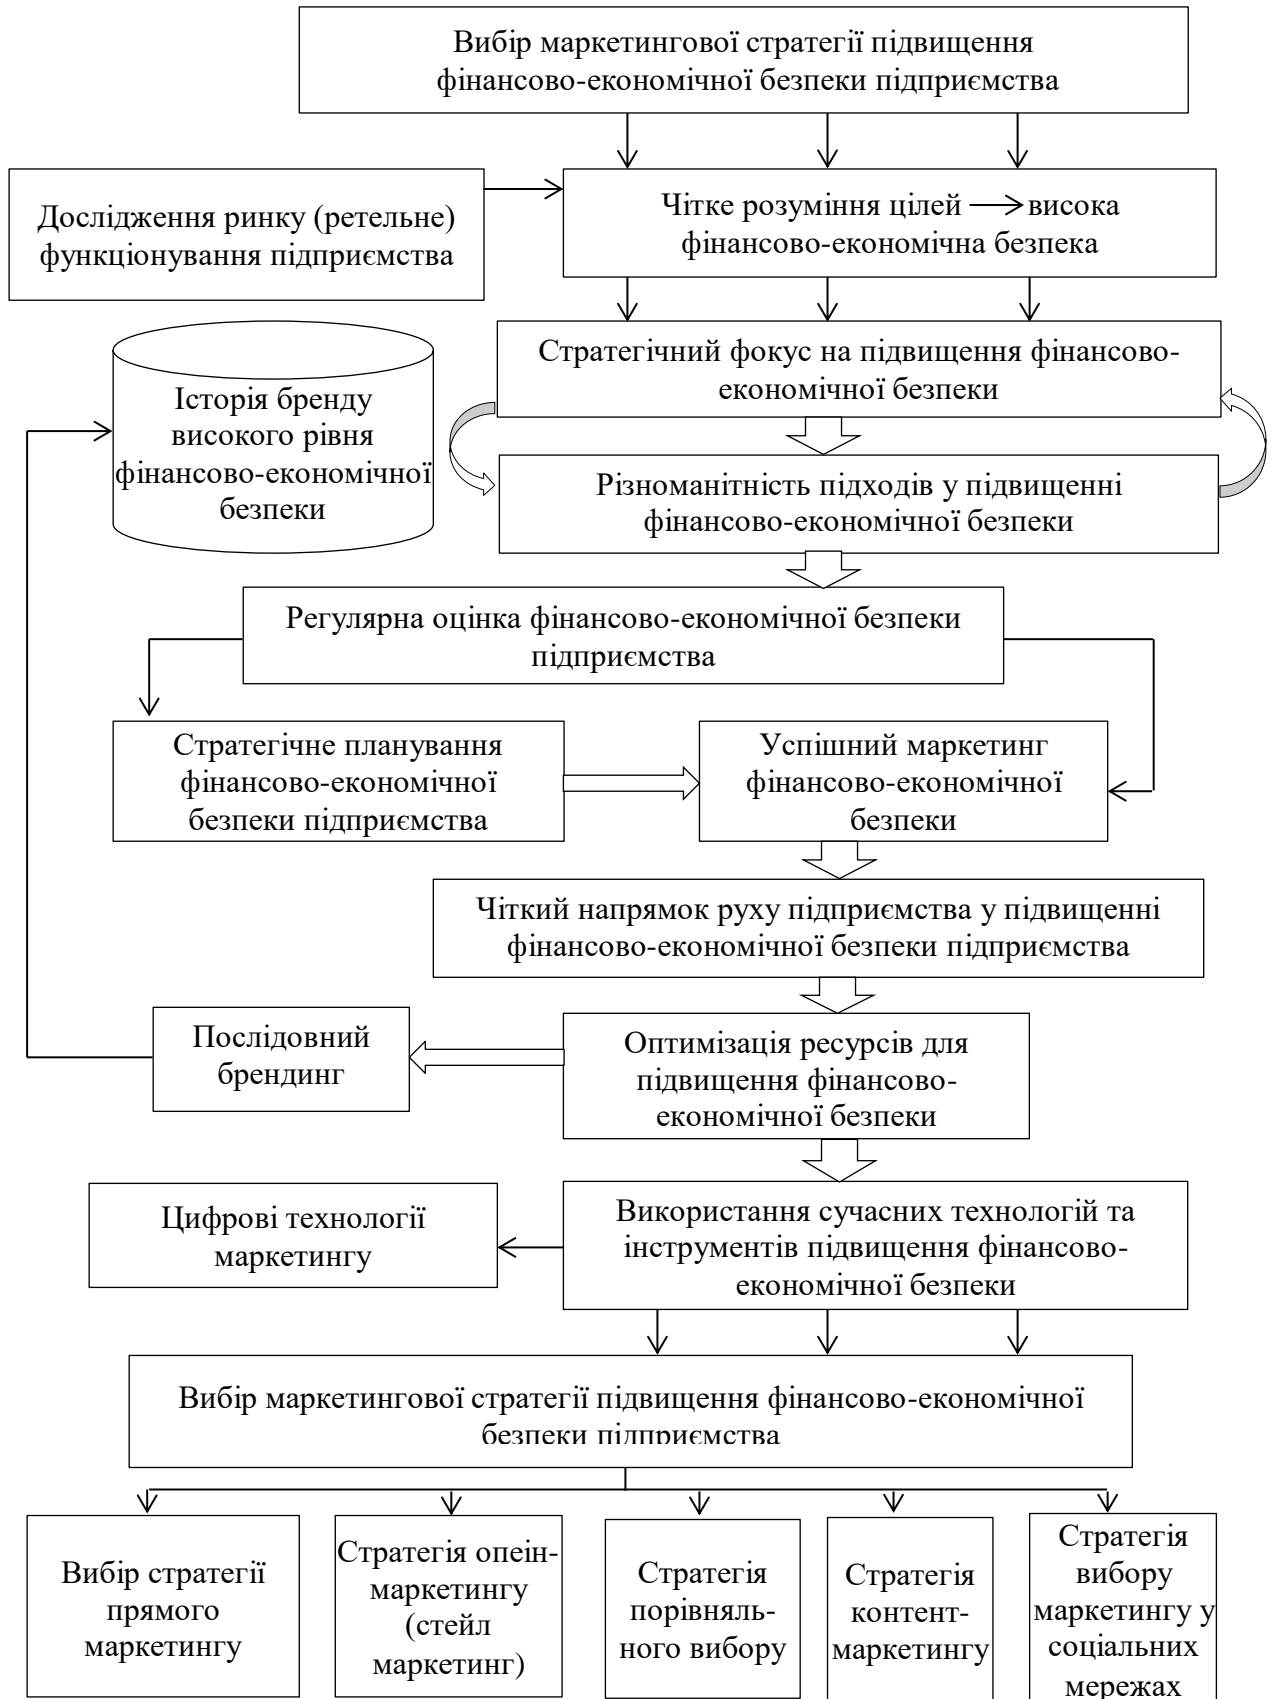 Вибір маркетингової стратегії підвищення
фінансово-економічної безпеки підприємства
Дослідження ринку (ретельне)
функціонування підприємства
Чітке розуміння цілей → висока
фінансово-економічна безпека
Стратегічний фокус на підвищення фінансово-
економічної безпеки
Історія бренду
високого рівня
фінансово-економічної
безпеки
Різноманітність підходів у підвищенні
фінансово-економічної безпеки
Регулярна оцінка фінансово-економічної безпеки
підприємства
Стратегічне планування
фінансово-економічної
безпеки підприємства
Успішний маркетинг
фінансово-економічної
безпеки
Чіткий напрямок руху підприємства у підвищенні
фінансово-економічної безпеки підприємства
Послідовний
брендинг
Оптимізація ресурсів для
підвищення фінансово-
економічної безпеки
Цифрові технології
маркетингу
Використання сучасних технологій та
інструментів підвищення фінансово-
економічної безпеки
Вибір маркетингової стратегії підвищення фінансово-економічної
безпеки підприємства
Вибір стратегії
прямого
маркетингу
Стратегія опеін-
маркетингу
(стейл
маркетинг)
Стратегія
порівняль-
ного вибору
Стратегія
контент-
маркетингу
Стратегія
вибору
маркетингу у
соціальних
мережах